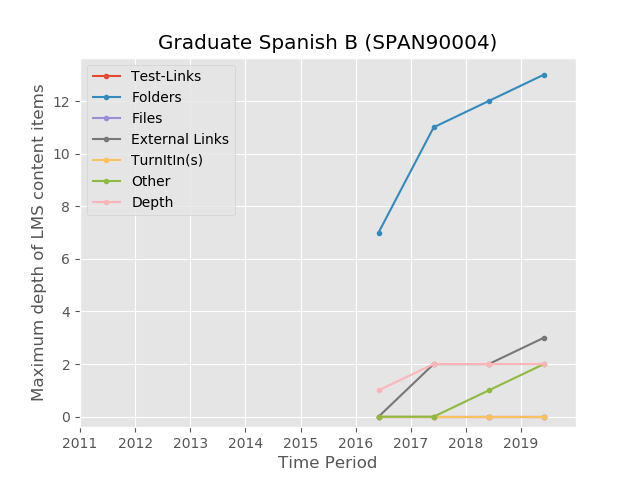 Graduate Spanish B (SPAN90004)
Test-Links
Folders
Files
External Links
TurnItIn(s)
Other
Depth
Maximum depth of LMS content items
12
10
8
6
4
2
0
2011 2012 2013 2014 2015 2016 2017 2018 2019
Time Period